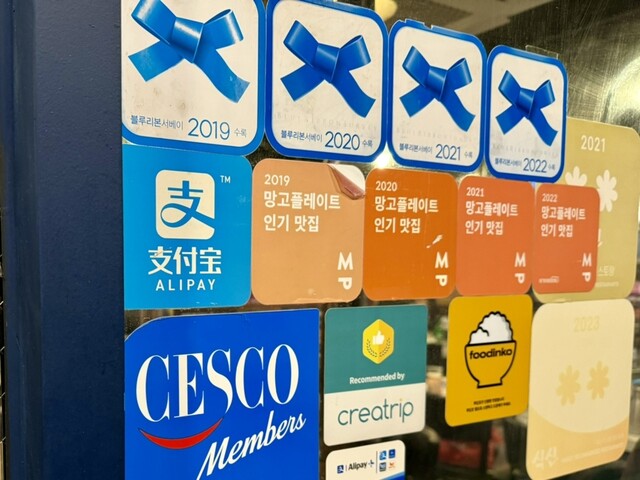 블루리본서베이 2019 수록
블루리본서베이 2020 수록
블루리본서베이 2021 수록
블루리본서베이 2022 수록
支 TM
支付宝
ALIPAY
2019
망고플레이트
인기 맛집
MP
2020
망고플레이트
인기 맛집
MP
2021
망고플레이트
인기 맛집
MP
2022
망고플레이트
인기 맛집
MP
2021
CESCO
Members
Recommended by
creatrip
foodinko
2023
식신
Alipay